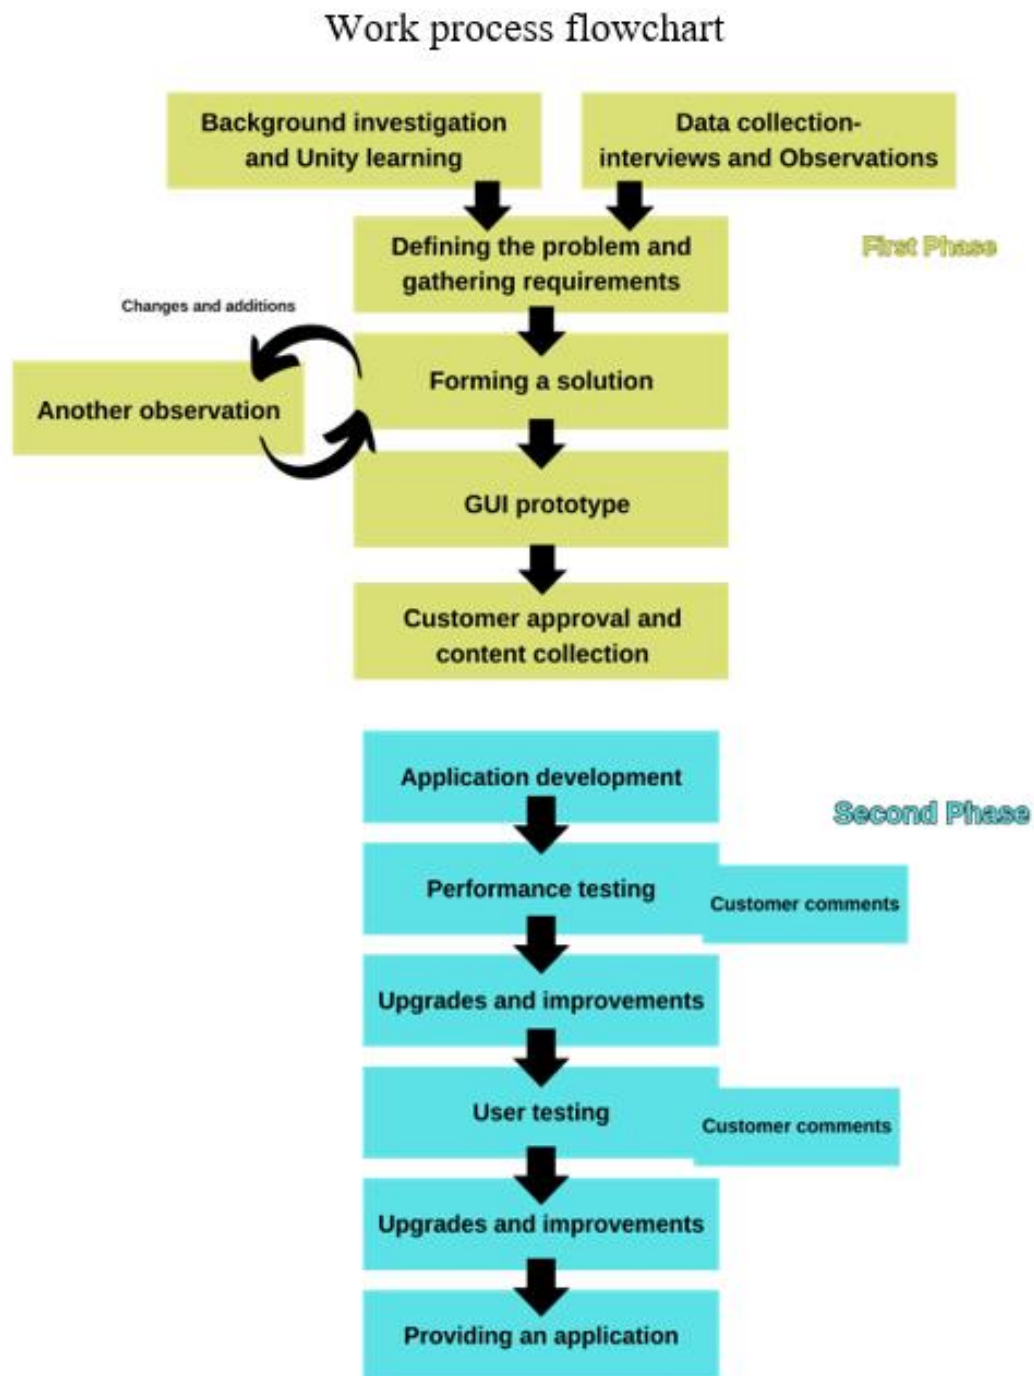 Work process flowchart
Background investigation
and Unity learning
Data collection-
interviews and Observations
Defining the problem and
gathering requirements
First Phase
Changes and additions
Forming a solution
Another observation
GUI prototype
Customer approval and
content collection
Application development
Second Phase
Performance testing
Customer comments
Upgrades and improvements
User testing
Customer comments
Upgrades and improvements
Providing an application